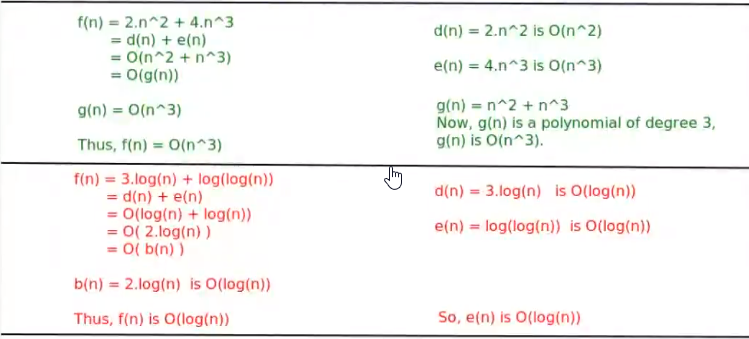 f(n) = 2.n^2 + 4.n^3
= d(n) + e(n)
= O(n^2 + n^3)
= O(g(n))
g(n) = O(n^3)
Thus, f(n) = O(n^3)
d(n) = 2.n^2 is O(n^2)
e(n) = 4.n^3 is O(n^3)
g(n) = n^2 + n^3
Now, g(n) is a polynomial of degree 3,
g(n) is O(n^3).
f(n) = 3.log(n) + log(log(n))
= d(n) + e(n)
= O(log(n) + log(n))
= O( 2.log(n) )
= O( b(n) )
b(n) = 2.log(n) is O(log(n))
Thus, f(n) is O(log(n))
d(n) = 3.log(n) is O(log(n))
e(n) = log(log(n)) is O(log(n))
So, e(n) is O(log(n))